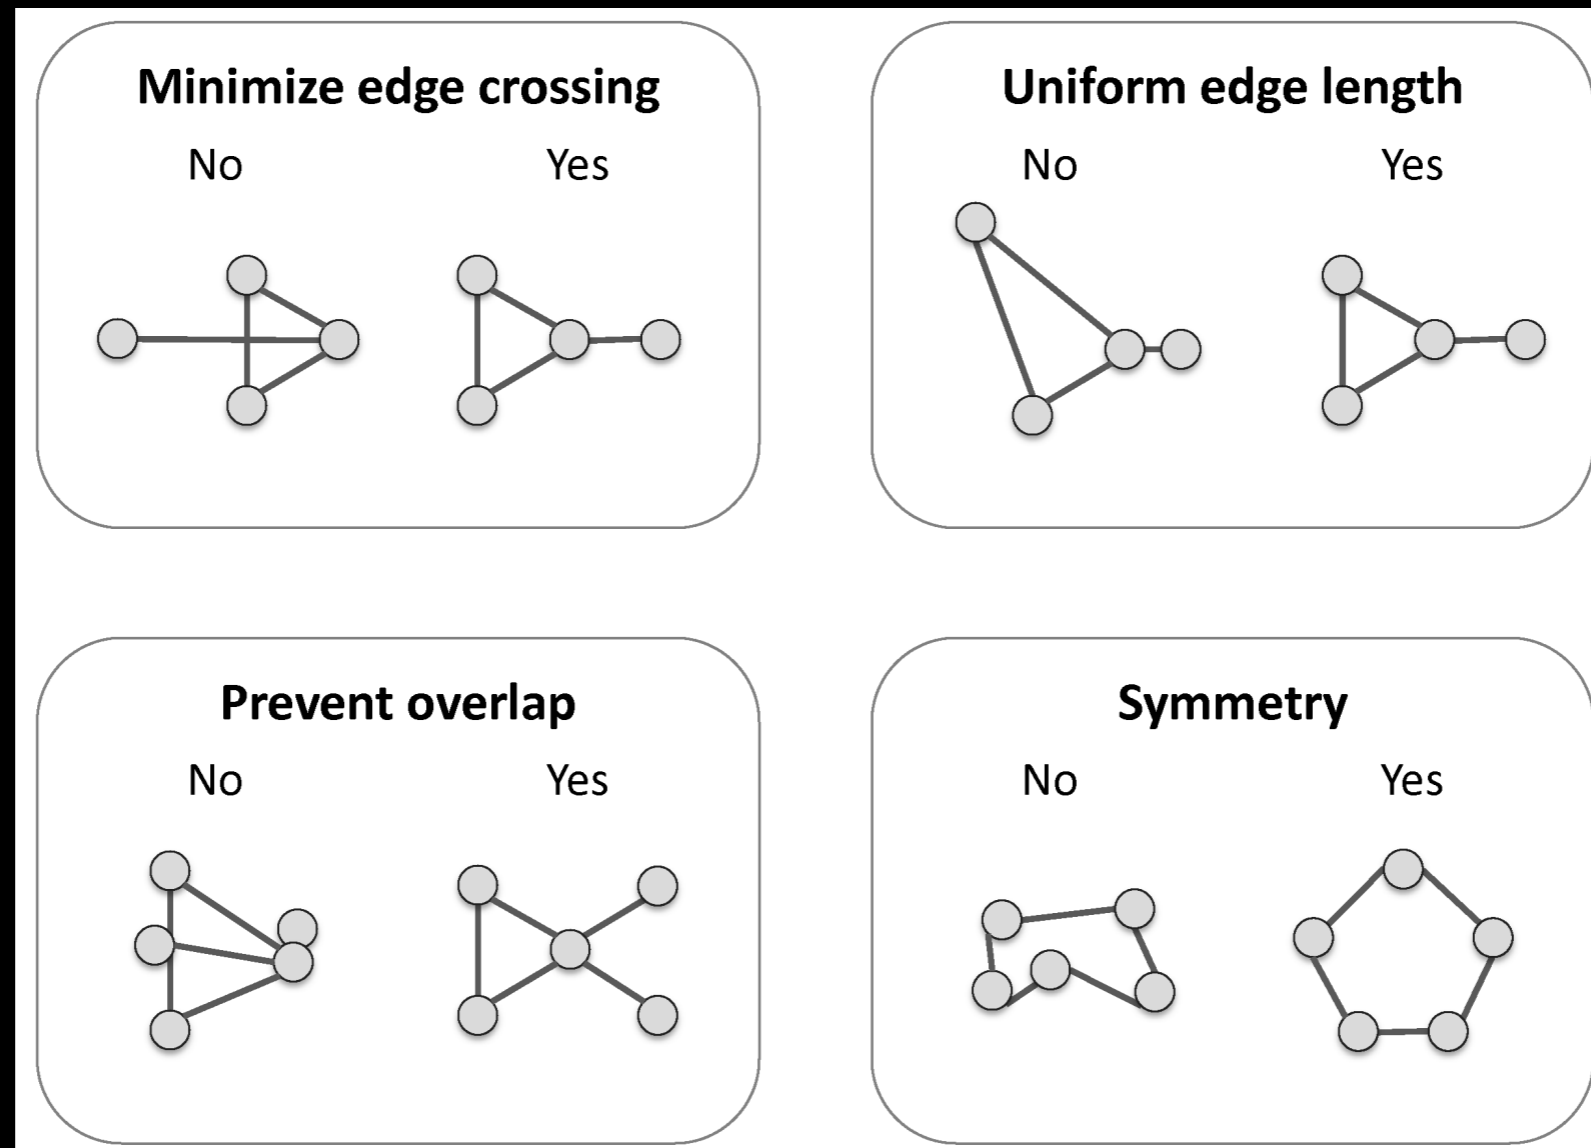 Minimize edge crossing
No Yes
Uniform edge length
No Yes
Prevent overlap
No Yes
Symmetry
No Yes